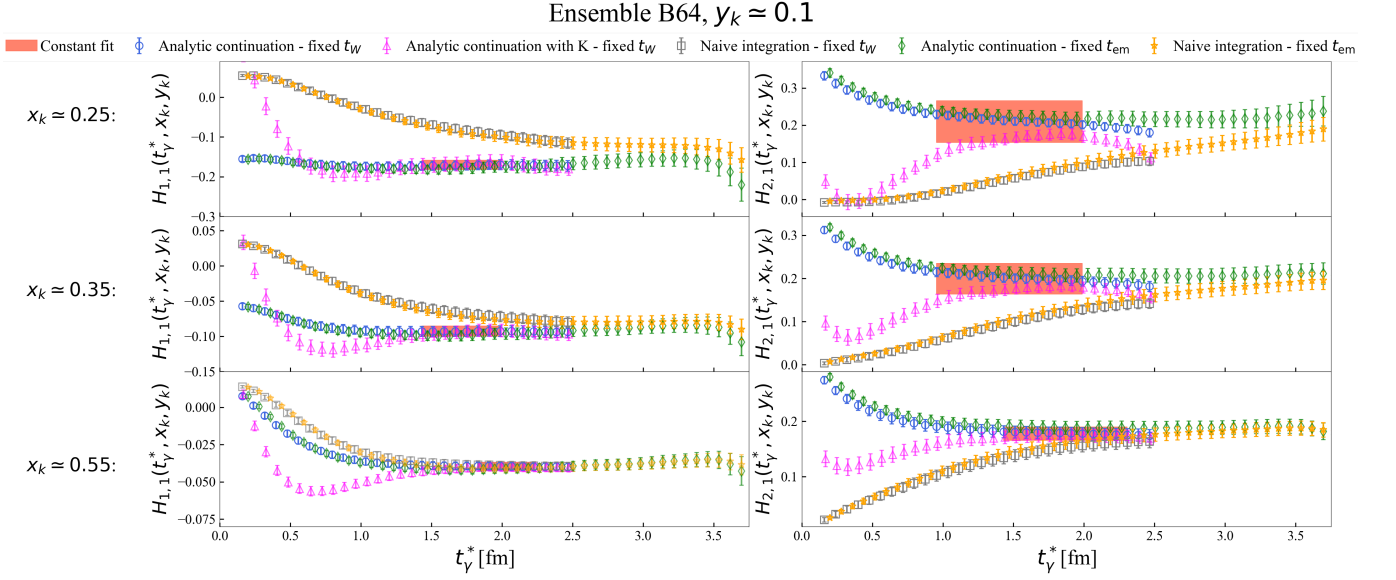 Ensemble B64, y_k ≃ 0.1
Constant fit
Analytic continuation - fixed t_W
Analytic continuation with K - fixed t_W
Naive integration - fixed t_W
Analytic continuation - fixed t_em
Naive integration - fixed t_em
x_k ≃ 0.25:
H_{1,1}(t_γ^*, x_k, y_k)
0.0
−0.1
−0.2
−0.3
H_{2,1}(t_γ^*, x_k, y_k)
0.3
0.2
0.1
0.0
x_k ≃ 0.35:
H_{1,1}(t_γ^*, x_k, y_k)
0.05
0.00
−0.05
−0.10
−0.15
H_{2,1}(t_γ^*, x_k, y_k)
0.3
0.2
0.1
0.0
x_k ≃ 0.55:
H_{1,1}(t_γ^*, x_k, y_k)
0.000
−0.025
−0.050
−0.075
H_{2,1}(t_γ^*, x_k, y_k)
0.2
0.1
0.0 0.5 1.0 1.5 2.0 2.5 3.0 3.5
0.0 0.5 1.0 1.5 2.0 2.5 3.0 3.5
t_γ^* [fm]
t_γ^* [fm]